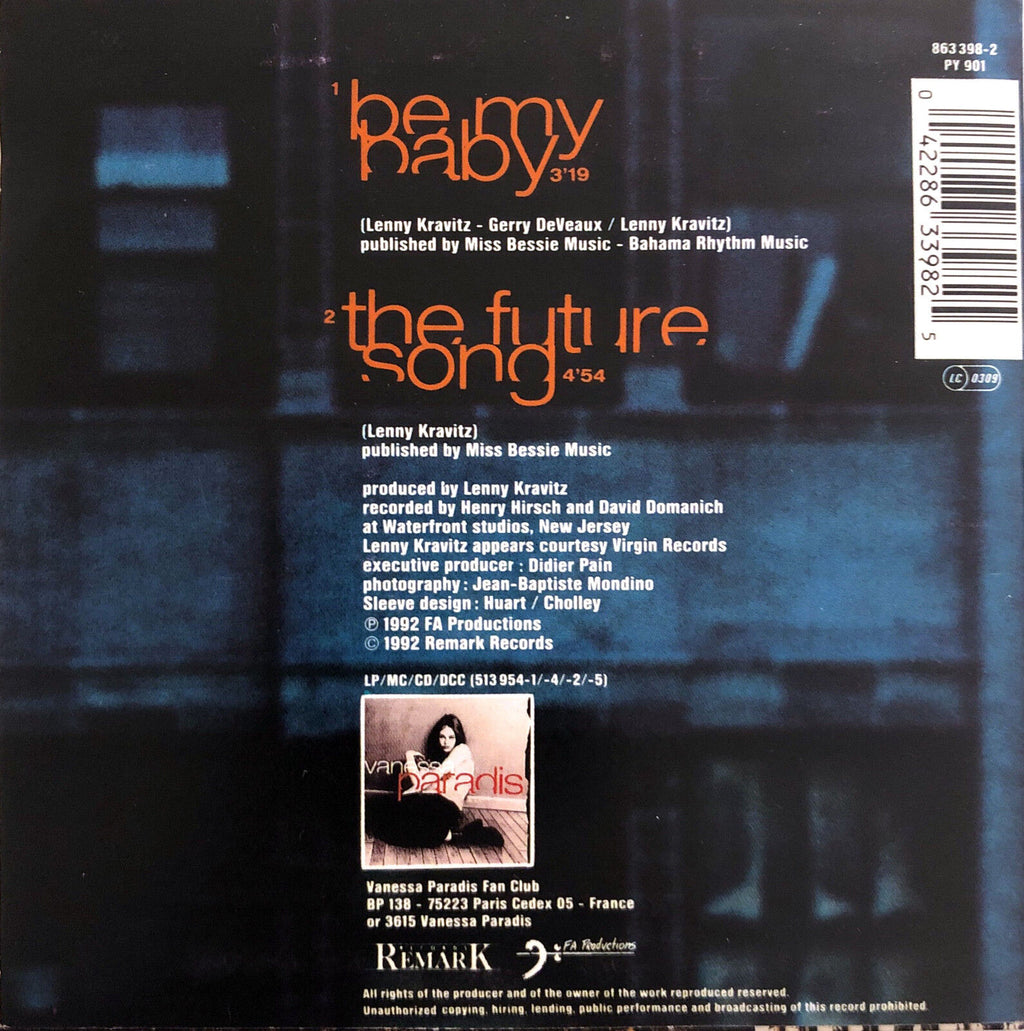 863 398-2
PY 901
0 42286 33982 5
LC 0309
1 be my
baby 3'19
(Lenny Kravitz - Gerry DeVeaux / Lenny Kravitz)
published by Miss Bessie Music - Bahama Rhythm Music
2 the future
song 4'54
(Lenny Kravitz)
published by Miss Bessie Music
produced by Lenny Kravitz
recorded by Henry Hirsch and David Domanich
at Waterfront studios, New Jersey
Lenny Kravitz appears courtesy Virgin Records
executive producer : Didier Pain
photography : Jean-Baptiste Mondino
Sleeve design : Huart / Cholley
℗ 1992 FA Productions
© 1992 Remark Records
LP/MC/CD/DCC (513 954-1/-4/-2/-5)
vanessa
paradis
Vanessa Paradis Fan Club
BP 138 - 75223 Paris Cedex 05 - France
or 3615 Vanessa Paradis
REMARK
FA Productions
All rights of the producer and of the owner of the work reproduced reserved.
Unauthorized copying, hiring, lending, public performance and broadcasting of this record prohibited.